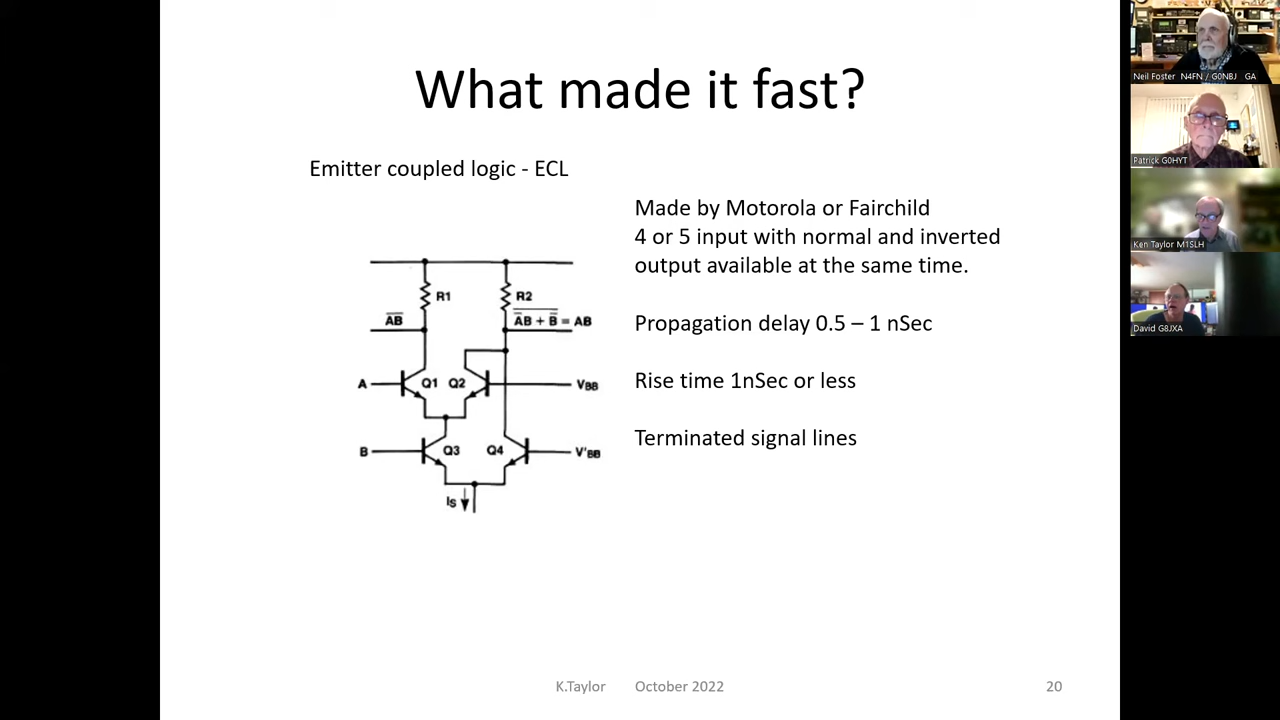 What made it fast?
Emitter coupled logic - ECL
Made by Motorola or Fairchild
4 or 5 input with normal and inverted
output available at the same time.
Propagation delay 0.5 – 1 nSec
Rise time 1nSec or less
Terminated signal lines
R1
R2
A̅B̅
A̅B + B̅ = AB
A
Q1
Q2
VBB
B
Q3
Q4
V'BB
IS
K.Taylor
October 2022
20
Neil Foster N4FN / G0NBJ GA
Patrick G0HYT
Ken Taylor M1SLH
David G8JXA